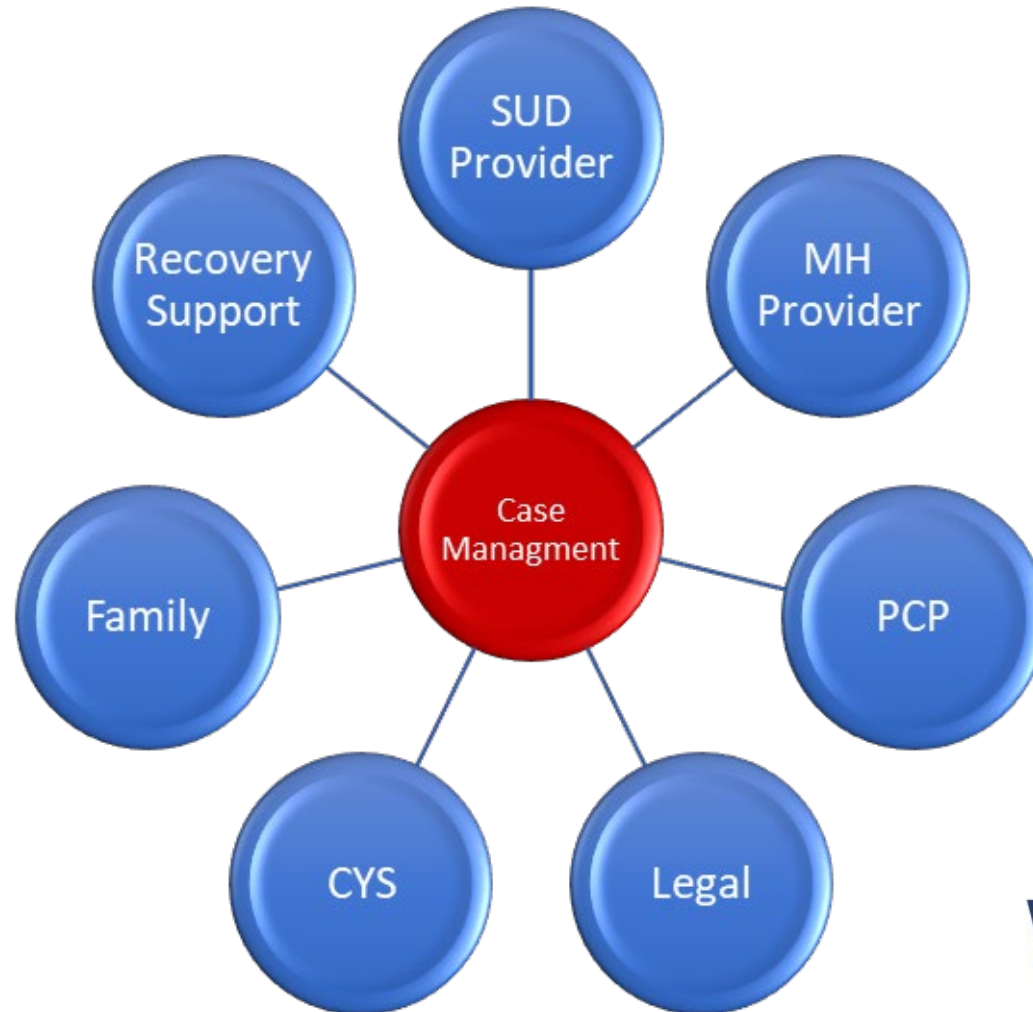 SUD
Provider
MH
Provider
PCP
Legal
CYS
Family
Recovery
Support
Case
Managment